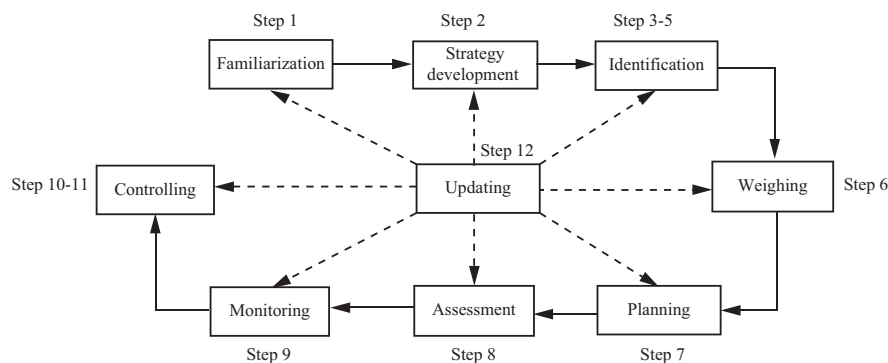 Step 1
Step 2
Step 3-5
Familiarization
Strategy
development
Identification
Step 12
Step 10-11
Controlling
Updating
Weighing
Step 6
Monitoring
Assessment
Planning
Step 9
Step 8
Step 7